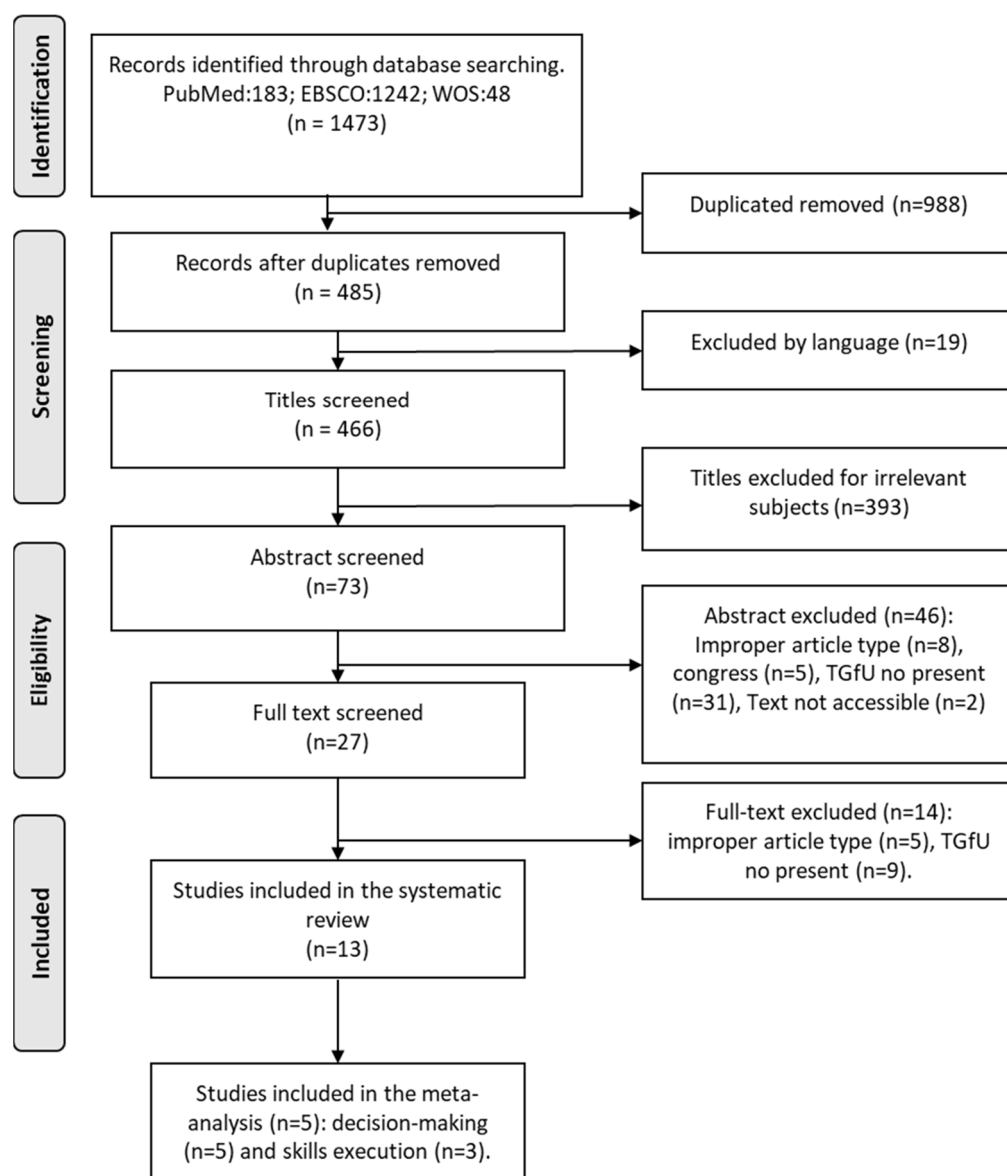 Identification
Records identified through database searching.
PubMed:183; EBSCO:1242; WOS:48
(n = 1473)
Duplicated removed (n=988)
Screening
Records after duplicates removed
(n = 485)
Excluded by language (n=19)
Titles screened
(n = 466)
Titles excluded for irrelevant
subjects (n=393)
Eligibility
Abstract screened
(n=73)
Abstract excluded (n=46):
Improper article type (n=8),
congress (n=5), TGfU no present
(n=31), Text not accessible (n=2)
Full text screened
(n=27)
Full-text excluded (n=14):
improper article type (n=5), TGfU
no present (n=9).
Included
Studies included in the systematic
review
(n=13)
Studies included in the meta-
analysis (n=5): decision-making
(n=5) and skills execution (n=3).